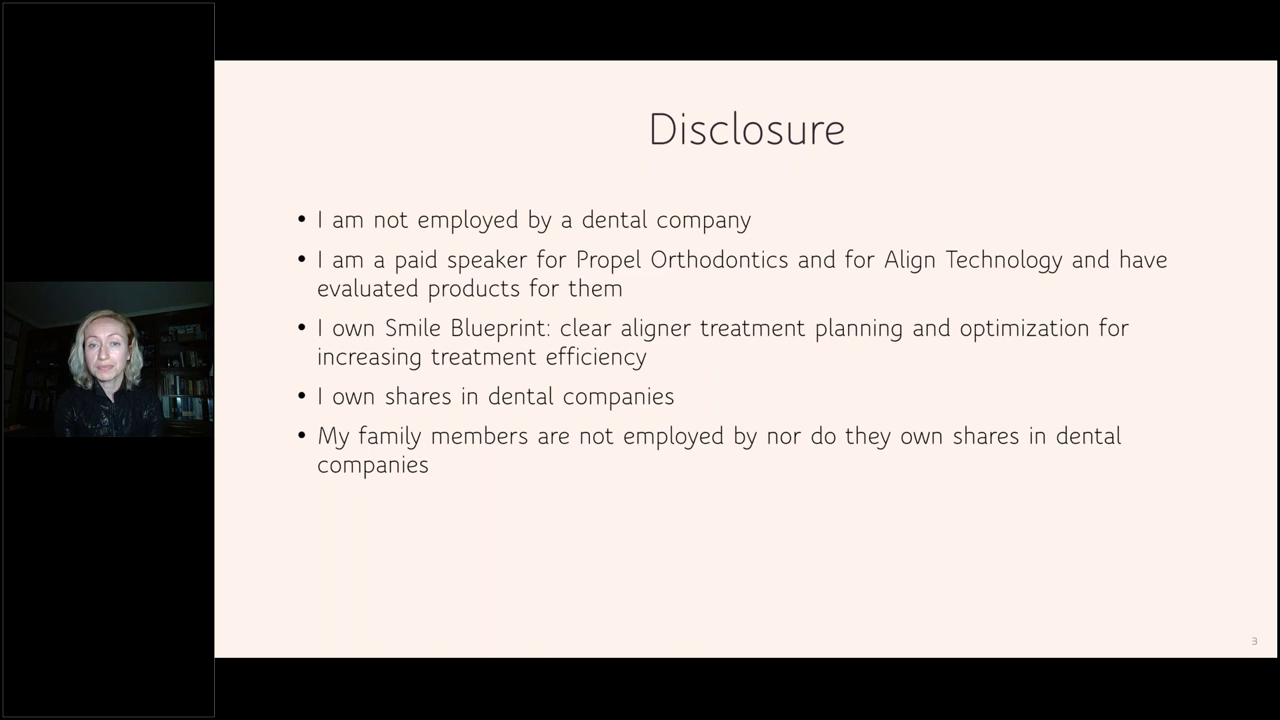 Disclosure
• I am not employed by a dental company
• I am a paid speaker for Propel Orthodontics and for Align Technology and have
evaluated products for them
• I own Smile Blueprint: clear aligner treatment planning and optimization for
increasing treatment efficiency
• I own shares in dental companies
• My family members are not employed by nor do they own shares in dental
companies
3